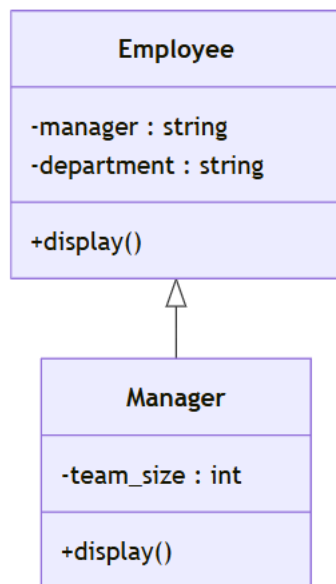 Employee
-manager : string
-department : string
+display()
Manager
-team_size : int
+display()